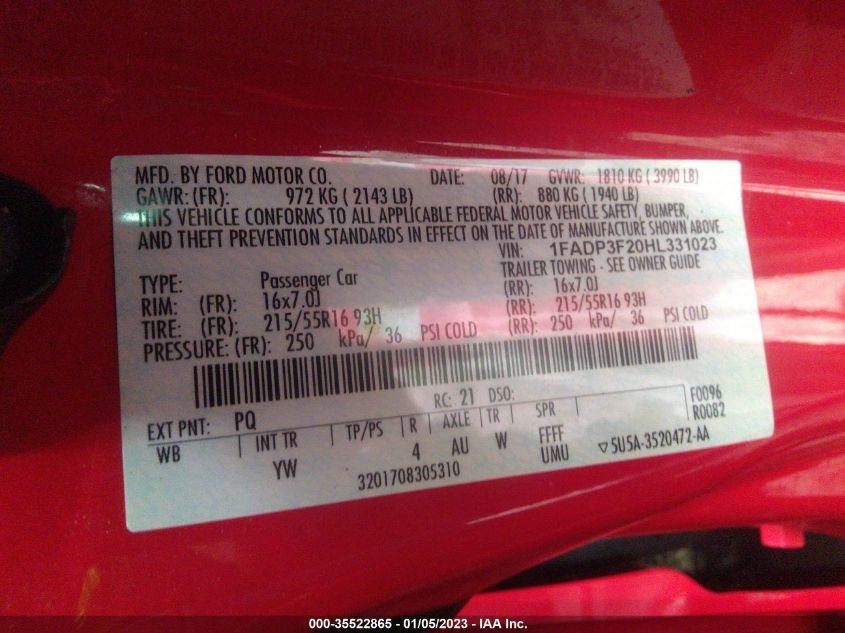 MFD. BY FORD MOTOR CO. DATE: 08/17 GVWR: 1810 KG ( 3990 LB)
GAWR: (FR): 972 KG ( 2143 LB) (RR): 880 KG ( 1940 LB)
THIS VEHICLE CONFORMS TO ALL APPLICABLE FEDERAL MOTOR VEHICLE SAFETY, BUMPER,
AND THEFT PREVENTION STANDARDS IN EFFECT ON THE DATE OF MANUFACTURE SHOWN ABOVE.
VIN: 1FADP3F20HL331023
TYPE: Passenger Car TRAILER TOWING - SEE OWNER GUIDE
RIM: (FR): 16x7.0J (RR): 16x7.0J
TIRE: (FR): 215/55R16 93H (RR): 215/55R16 93H
PRESSURE: (FR): 250 kPa/ 36 PSI COLD (RR): 250 kPa/ 36 PSI COLD
RC: 21 DSO: F0096
EXT PNT: PQ R0082
WB INT TR TP/PS R AXLE TR SPR
YW 4 AU W FFFF
UMU ▽5U5A-3520472-AA
3201708305310
000-35522865 - 01/05/2023 - IAA Inc.